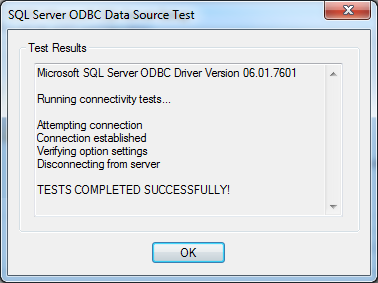 SQL Server ODBC Data Source Test
Test Results
Microsoft SQL Server ODBC Driver Version 06.01.7601
Running connectivity tests...
Attempting connection
Connection established
Verifying option settings
Disconnecting from server
TESTS COMPLETED SUCCESSFULLY!
OK